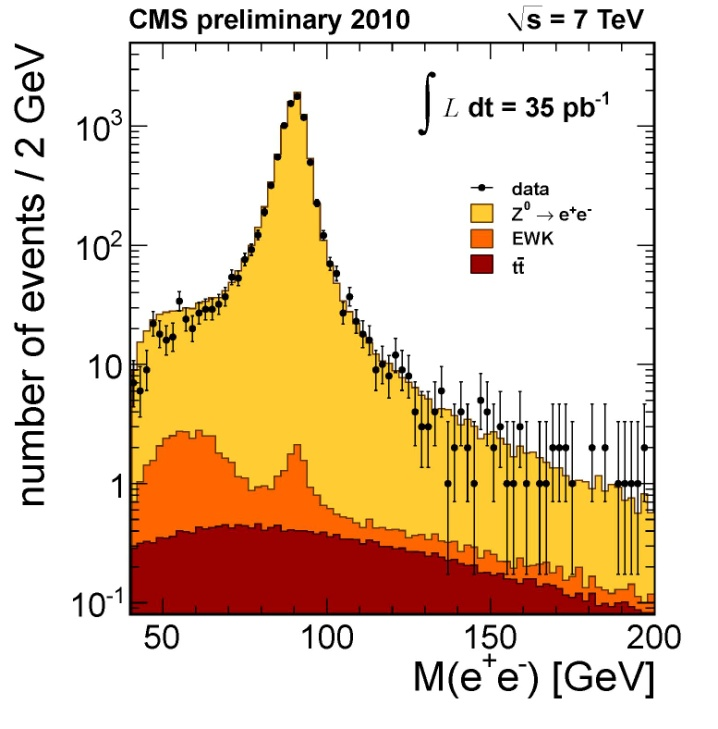 CMS preliminary 2010
√s = 7 TeV
∫ L dt = 35 pb⁻¹
data
Z⁰ → e⁺e⁻
EWK
tt̄
number of events / 2 GeV
10³
10²
10
1
10⁻¹
50 100 150 200
M(e⁺e⁻) [GeV]